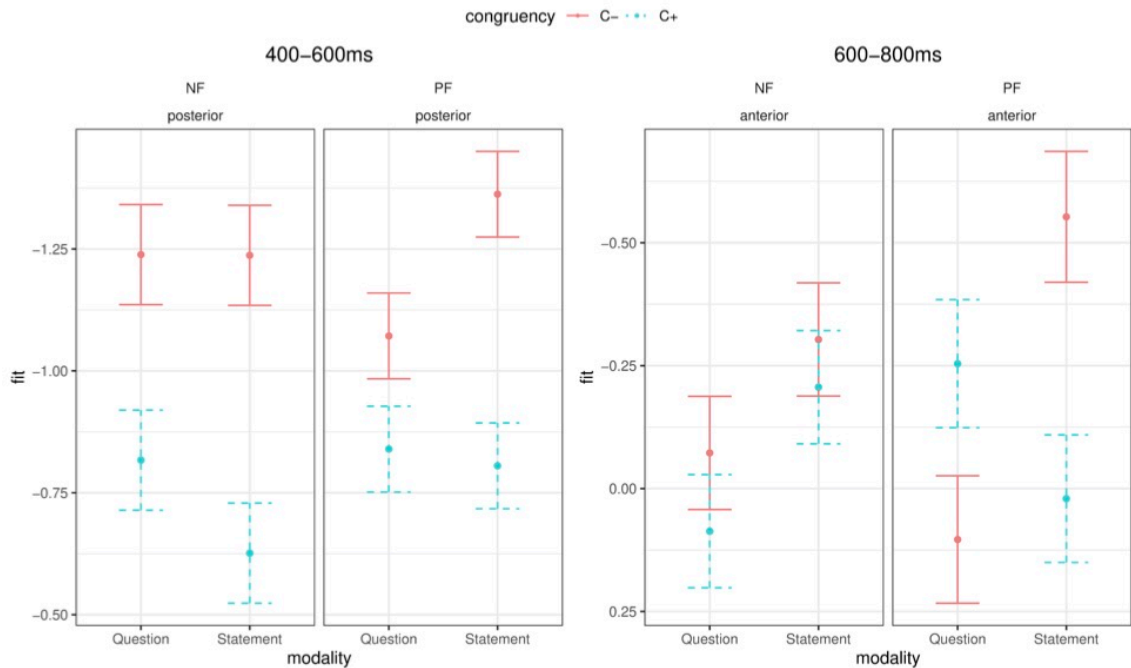 congruency C− C+
400−600ms
NF PF
posterior posterior
fit
−1.25
−1.00
−0.75
−0.50
Question Statement Question Statement
modality
600−800ms
NF PF
anterior anterior
fit
−0.50
−0.25
0.00
0.25
Question Statement Question Statement
modality